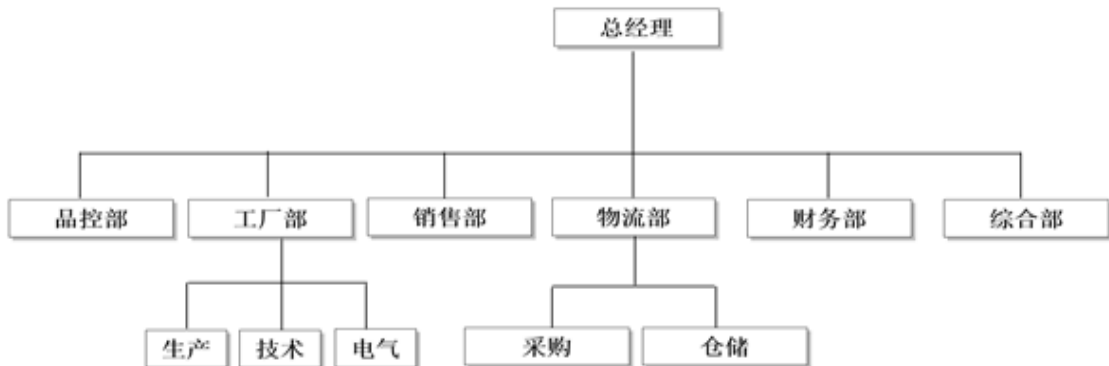 总经理
品控部
工厂部
销售部
物流部
财务部
综合部
生产
技术
电气
采购
仓储